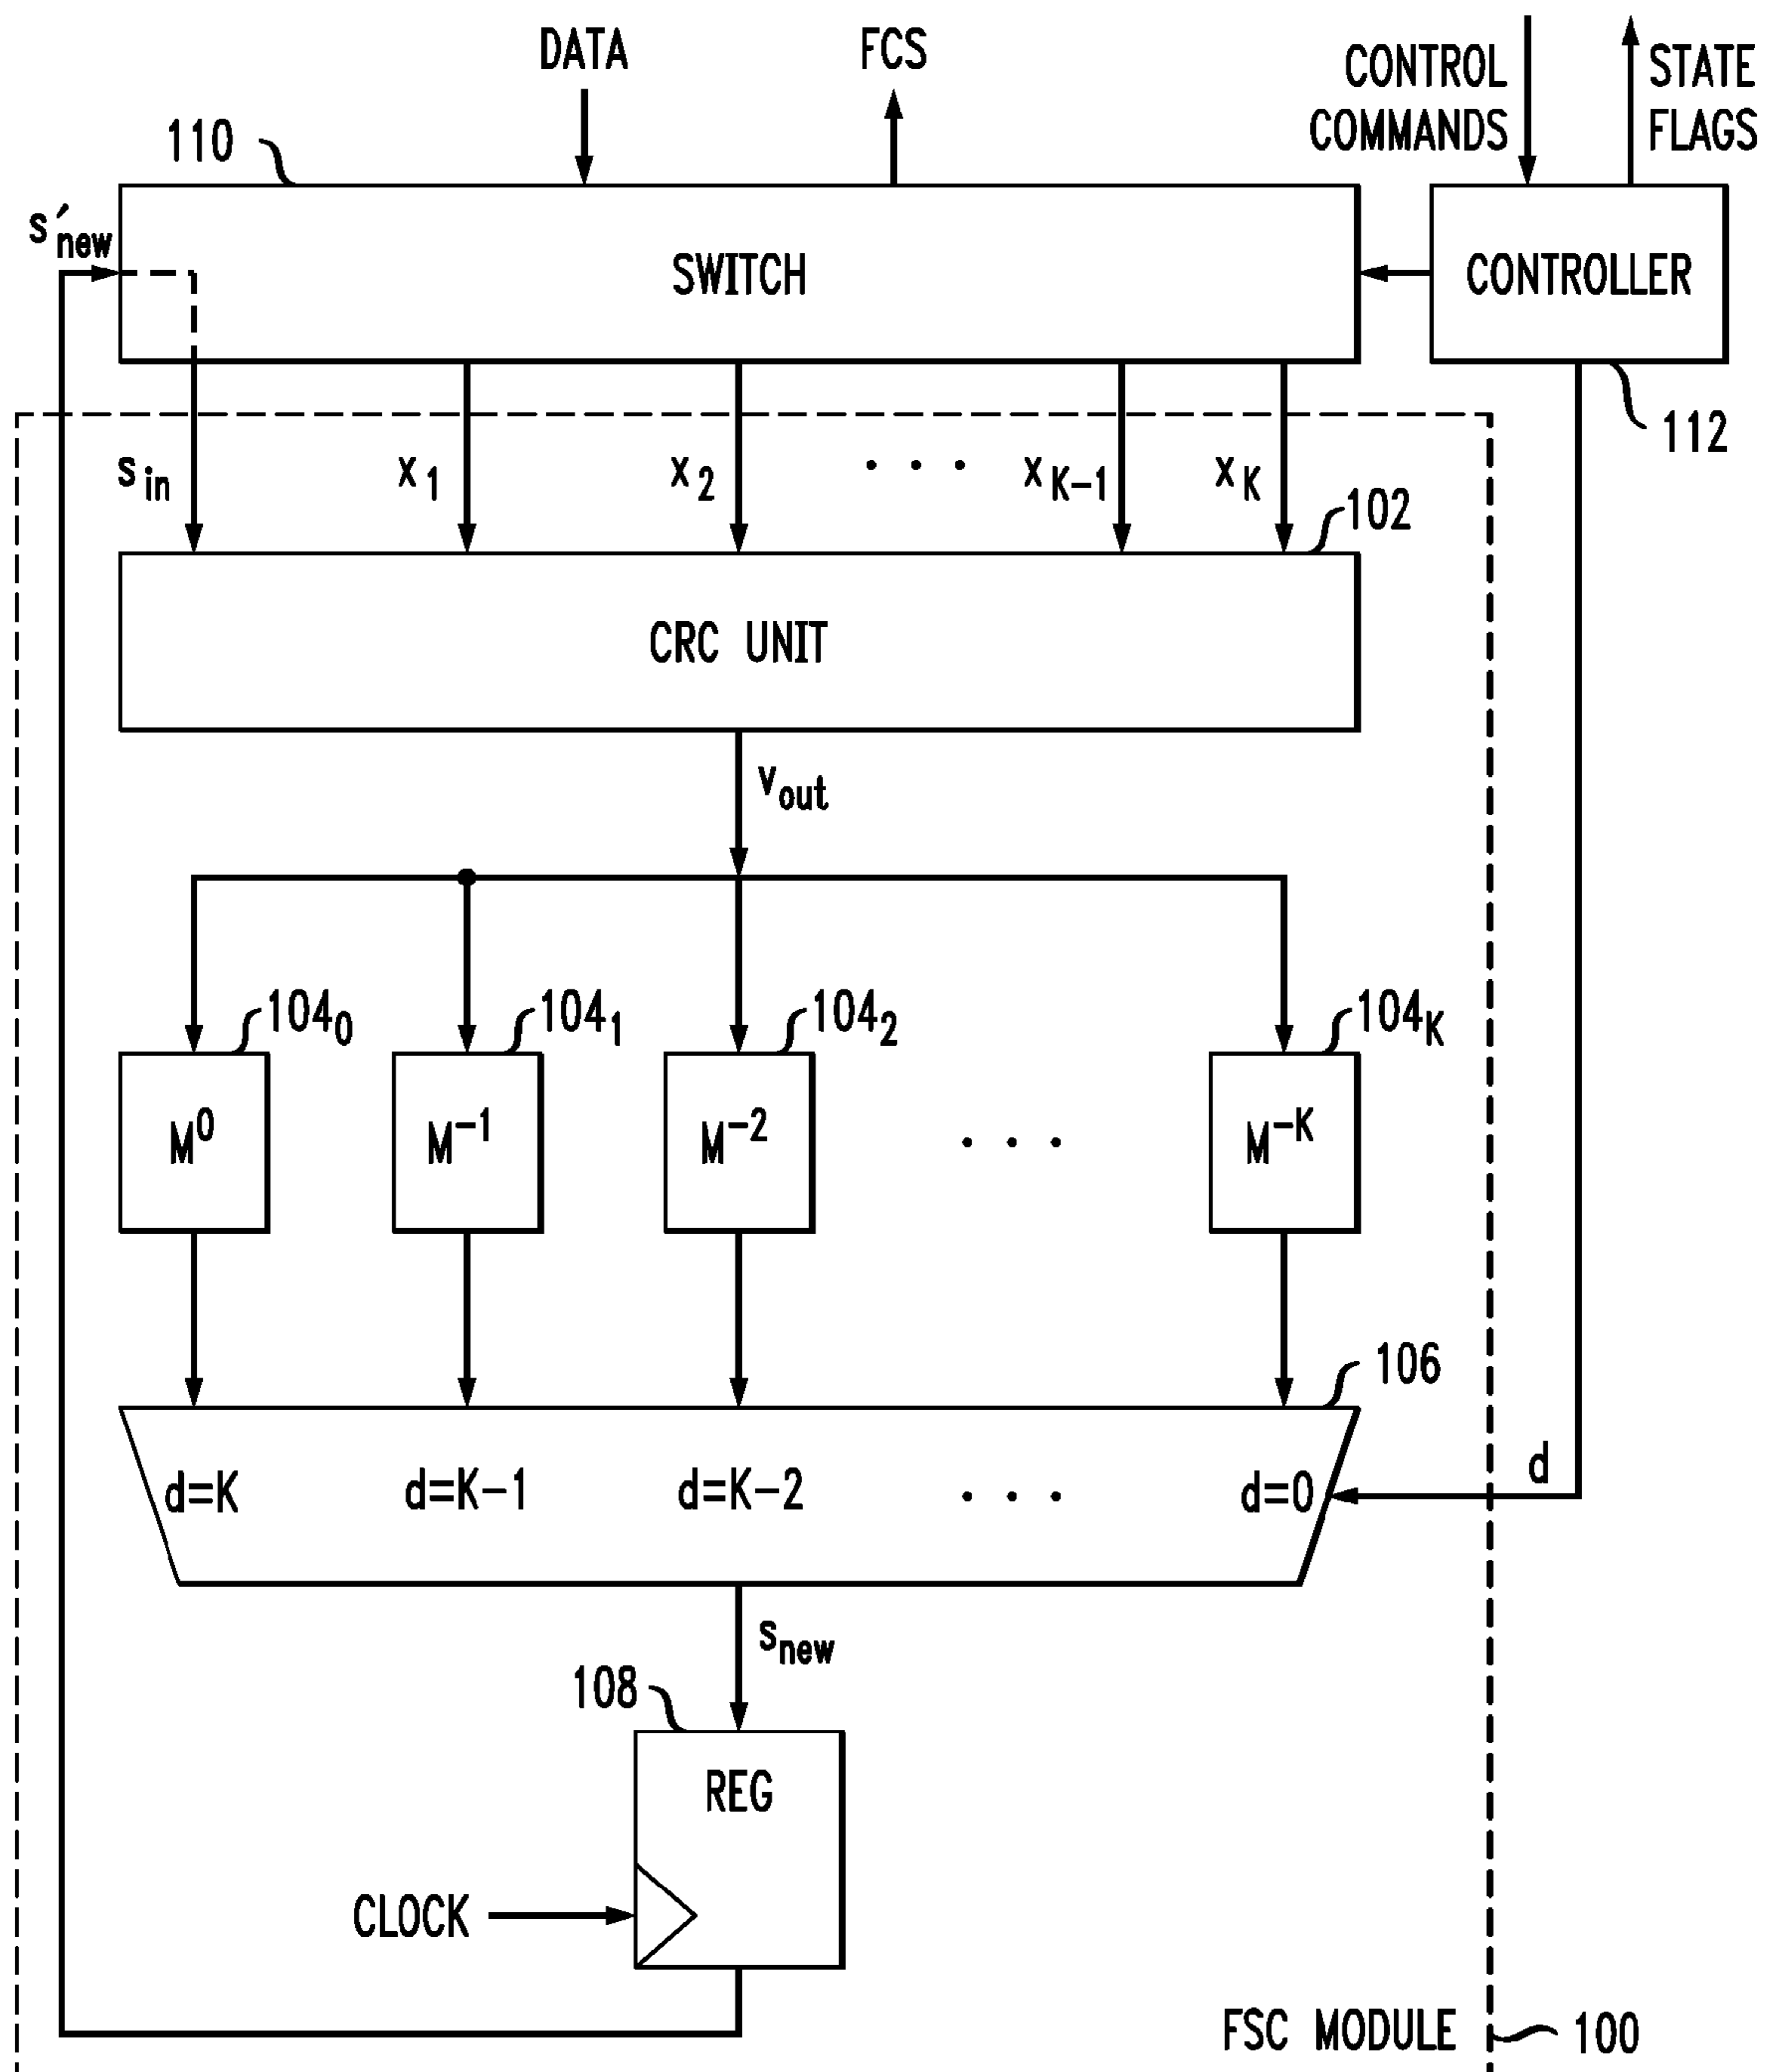 DATA
FCS
CONTROL
COMMANDS
STATE
FLAGS
110
s′new
SWITCH
CONTROLLER
112
sin
x1
x2
. . .
xK-1
xK
102
CRC UNIT
vout
1040
1041
1042
104K
M0
M-1
M-2
. . .
M-K
106
d=K
d=K-1
d=K-2
. . .
d=0
d
snew
108
REG
CLOCK
FSC MODULE
100